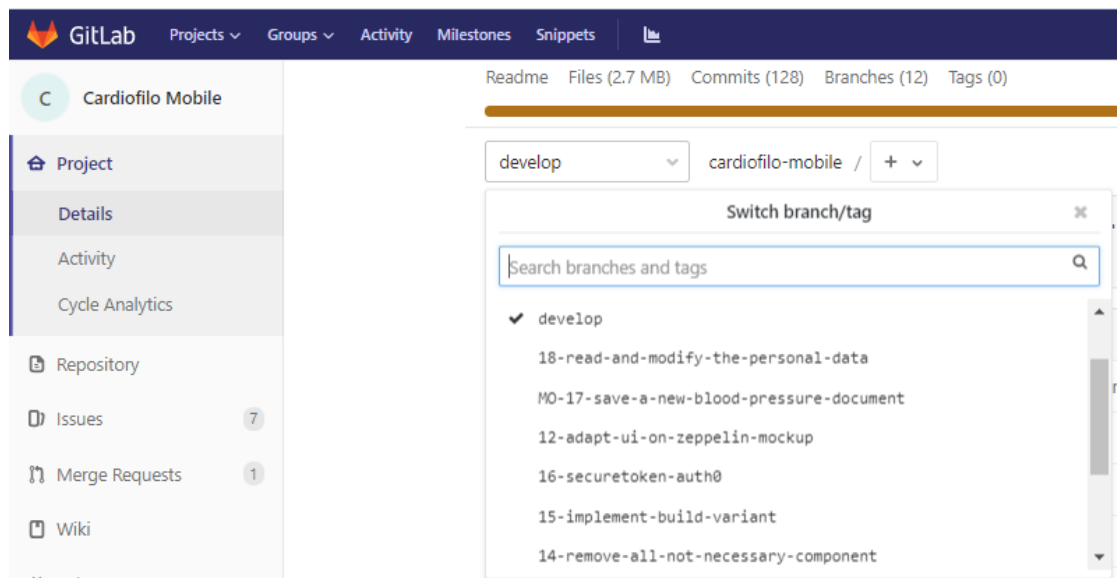 GitLab Projects Groups Activity Milestones Snippets
C Cardiofilo Mobile
Project
Details
Activity
Cycle Analytics
Repository
Issues 7
Merge Requests 1
Wiki
Readme Files (2.7 MB) Commits (128) Branches (12) Tags (0)
develop cardiofilo-mobile / +
Switch branch/tag
Search branches and tags
develop
18-read-and-modify-the-personal-data
MO-17-save-a-new-blood-pressure-document
12-adapt-ui-on-zeppelin-mockup
16-securetoken-auth0
15-implement-build-variant
14-remove-all-not-necessary-component